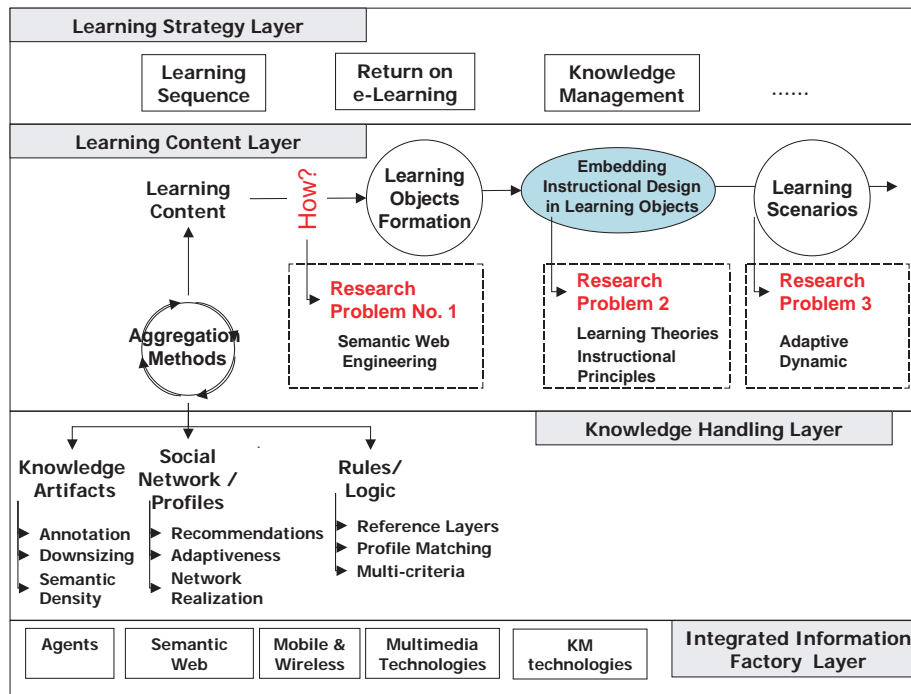 Learning Strategy Layer
Learning
Sequence
Return on
e-Learning
Knowledge
Management
......
Learning Content Layer
Learning
Content
How?
Learning
Objects
Formation
Embedding
Instructional Design
in Learning Objects
Learning
Scenarios
Research
Problem No. 1
Semantic Web
Engineering
Research
Problem 2
Learning Theories
Instructional
Principles
Research
Problem 3
Adaptive
Dynamic
Aggregation
Methods
Knowledge Handling Layer
Knowledge
Artifacts
Annotation
Downsizing
Semantic
Density
Social
Network /
Profiles
Recommendations
Adaptiveness
Network
Realization
Rules/
Logic
Reference Layers
Profile Matching
Multi-criteria
Agents
Semantic
Web
Mobile &
Wireless
Multimedia
Technologies
KM
technologies
Integrated Information
Factory Layer